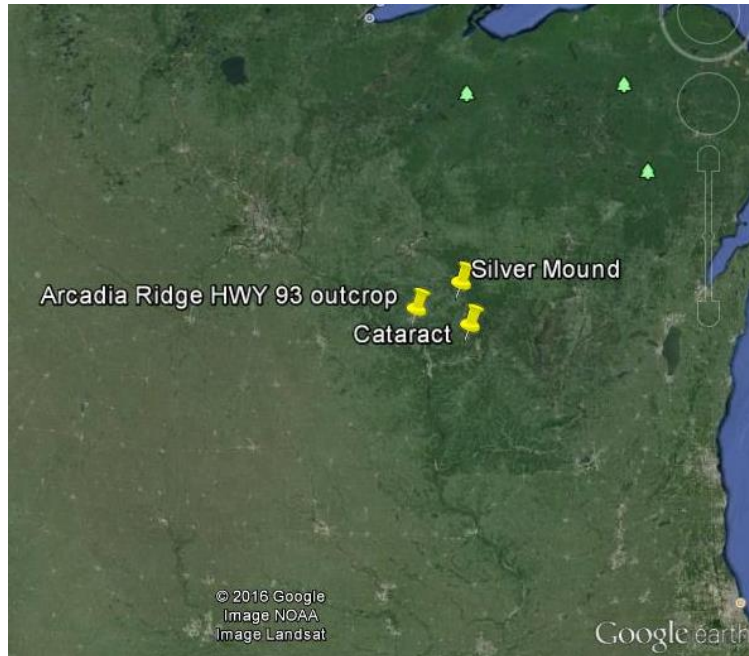 Silver Mound
Arcadia Ridge HWY 93 outcrop
Cataract
© 2016 Google
Image NOAA
Image Landsat
Google earth